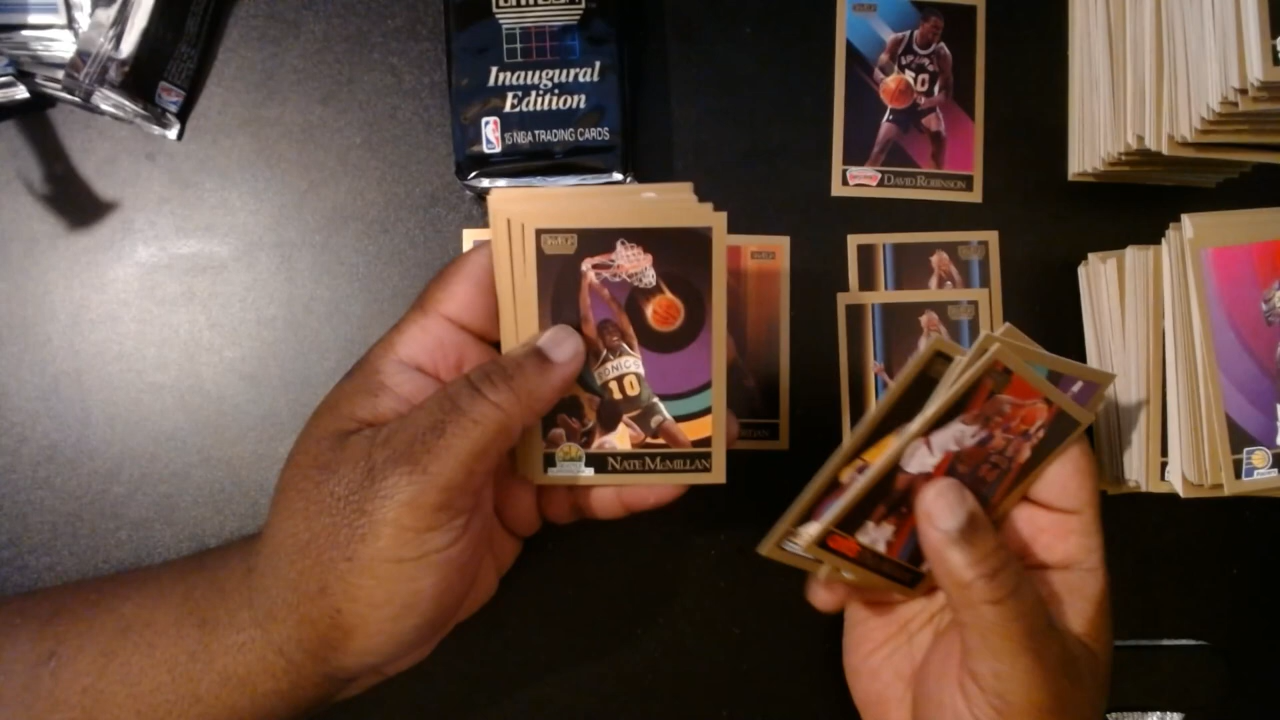 Inaugural
Edition
15 NBA TRADING CARDS
SPURS
50
DAVID ROBINSON
SONICS
10
NATE MCMILLAN